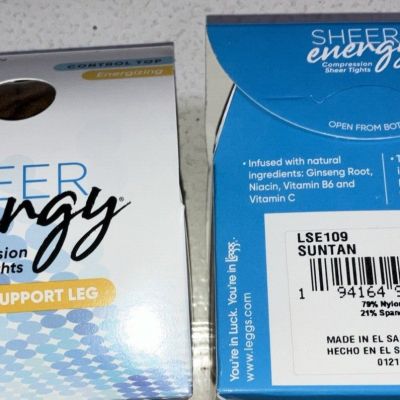 CONTROL TOP
Energizing
EER
ergy
ssion
ghts
SUPPORT LEG
SHEER
energy
Compression
Sheer Tights
OPEN FROM BOT
• Infused with natural
ingredients: Ginseng Root,
Niacin, Vitamin B6 and
Vitamin C
You're in Luck. You're in Leggs.
www.leggs.com
LSE109
SUNTAN
1 94164 9
79% Nylon
21% Span
MADE IN EL SA
HECHO EN EL S
0121